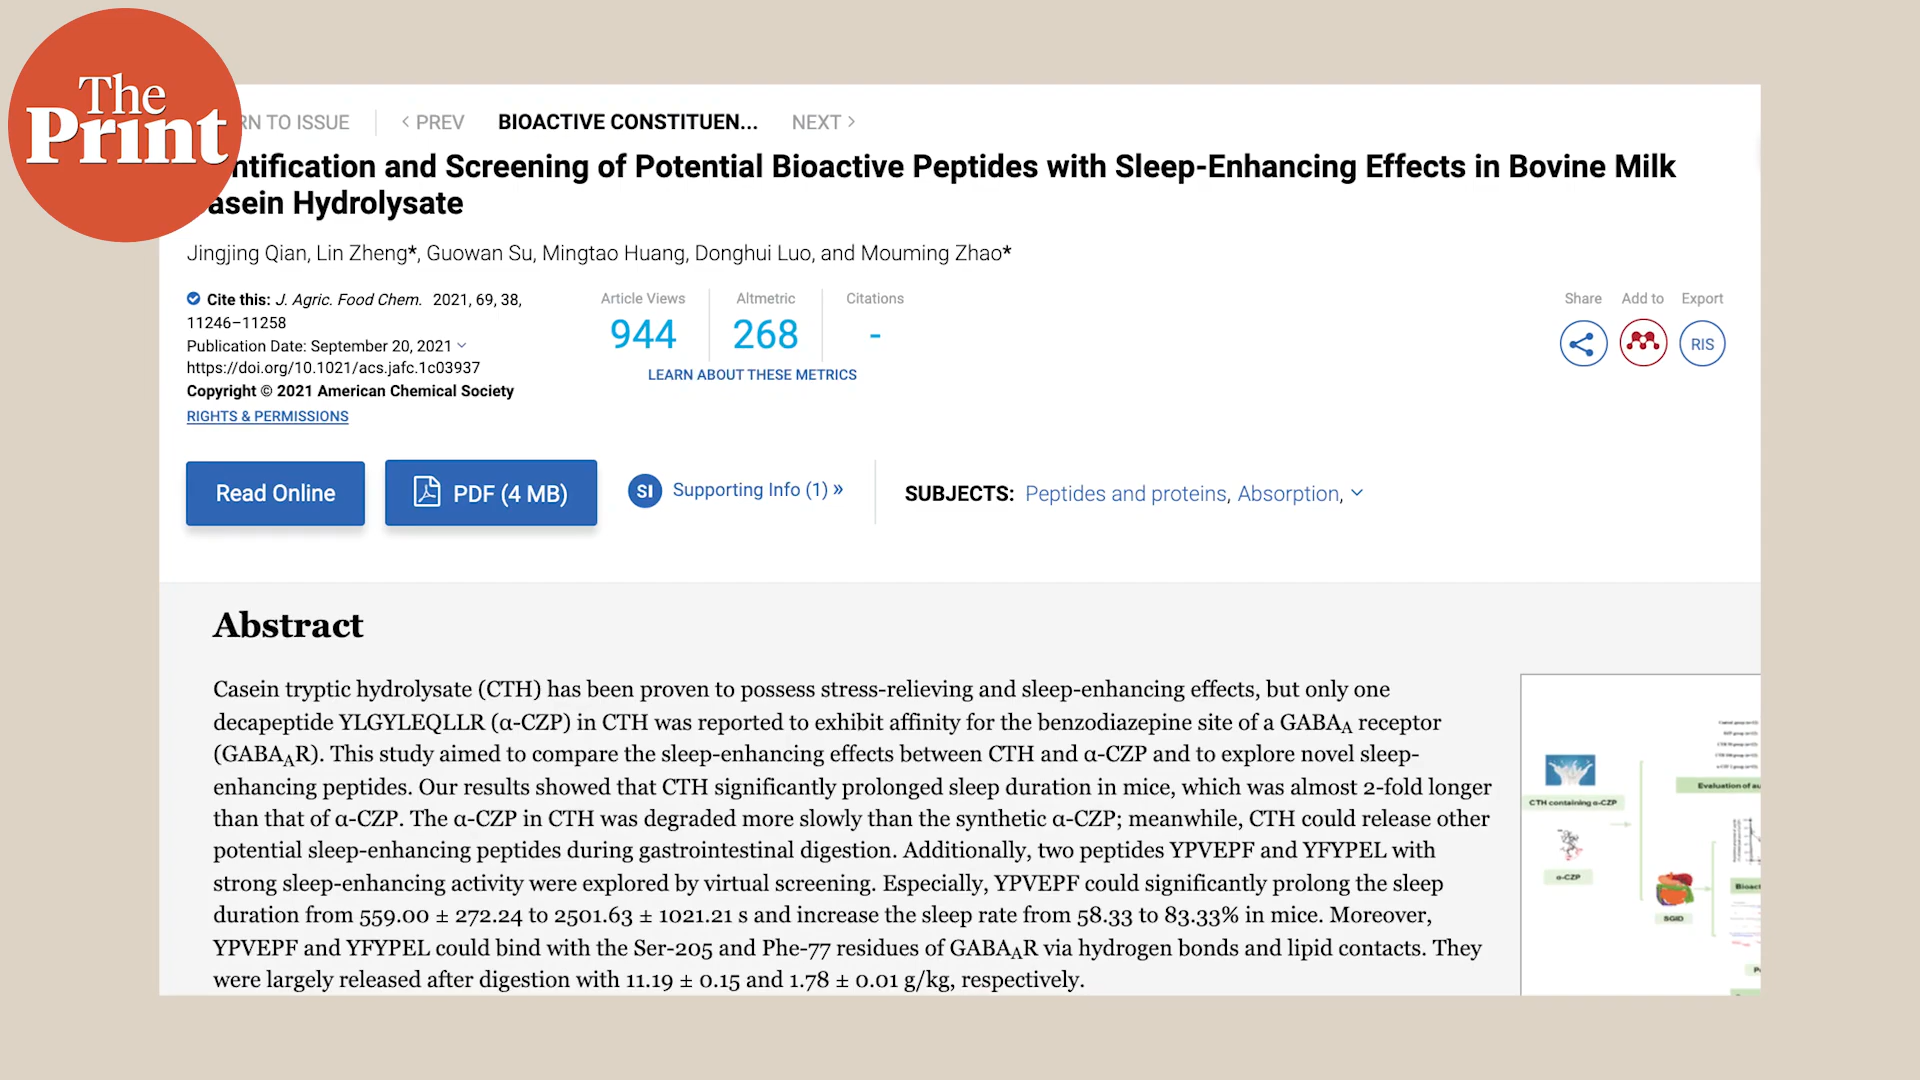 The
Print
RN TO ISSUE
PREV
BIOACTIVE CONSTITUEN...
NEXT
ntification and Screening of Potential Bioactive Peptides with Sleep-Enhancing Effects in Bovine Milk
asein Hydrolysate
Jingjing Qian, Lin Zheng*, Guowan Su, Mingtao Huang, Donghui Luo, and Mouming Zhao*
Cite this: J. Agric. Food Chem. 2021, 69, 38,
11246–11258
Publication Date: September 20, 2021
https://doi.org/10.1021/acs.jafc.1c03937
Copyright © 2021 American Chemical Society
RIGHTS & PERMISSIONS
Article Views
944
Altmetric
268
Citations
-
LEARN ABOUT THESE METRICS
Share
Add to
Export
RIS
Read Online
PDF (4 MB)
SI Supporting Info (1) »
SUBJECTS: Peptides and proteins, Absorption,
Abstract
Casein tryptic hydrolysate (CTH) has been proven to possess stress-relieving and sleep-enhancing effects, but only one
decapeptide YLGYLEQLLR (α-CZP) in CTH was reported to exhibit affinity for the benzodiazepine site of a GABAA receptor
(GABAAR). This study aimed to compare the sleep-enhancing effects between CTH and α-CZP and to explore novel sleep-
enhancing peptides. Our results showed that CTH significantly prolonged sleep duration in mice, which was almost 2-fold longer
than that of α-CZP. The α-CZP in CTH was degraded more slowly than the synthetic α-CZP; meanwhile, CTH could release other
potential sleep-enhancing peptides during gastrointestinal digestion. Additionally, two peptides YPVEPF and YFYPEL with
strong sleep-enhancing activity were explored by virtual screening. Especially, YPVEPF could significantly prolong the sleep
duration from 559.00 ± 272.24 to 2501.63 ± 1021.21 s and increase the sleep rate from 58.33 to 83.33% in mice. Moreover,
YPVEPF and YFYPEL could bind with the Ser-205 and Phe-77 residues of GABAAR via hydrogen bonds and lipid contacts. They
were largely released after digestion with 11.19 ± 0.15 and 1.78 ± 0.01 g/kg, respectively.
CTH containing α-CZP
α-CZP
SGID
Evaluation of
Bioac